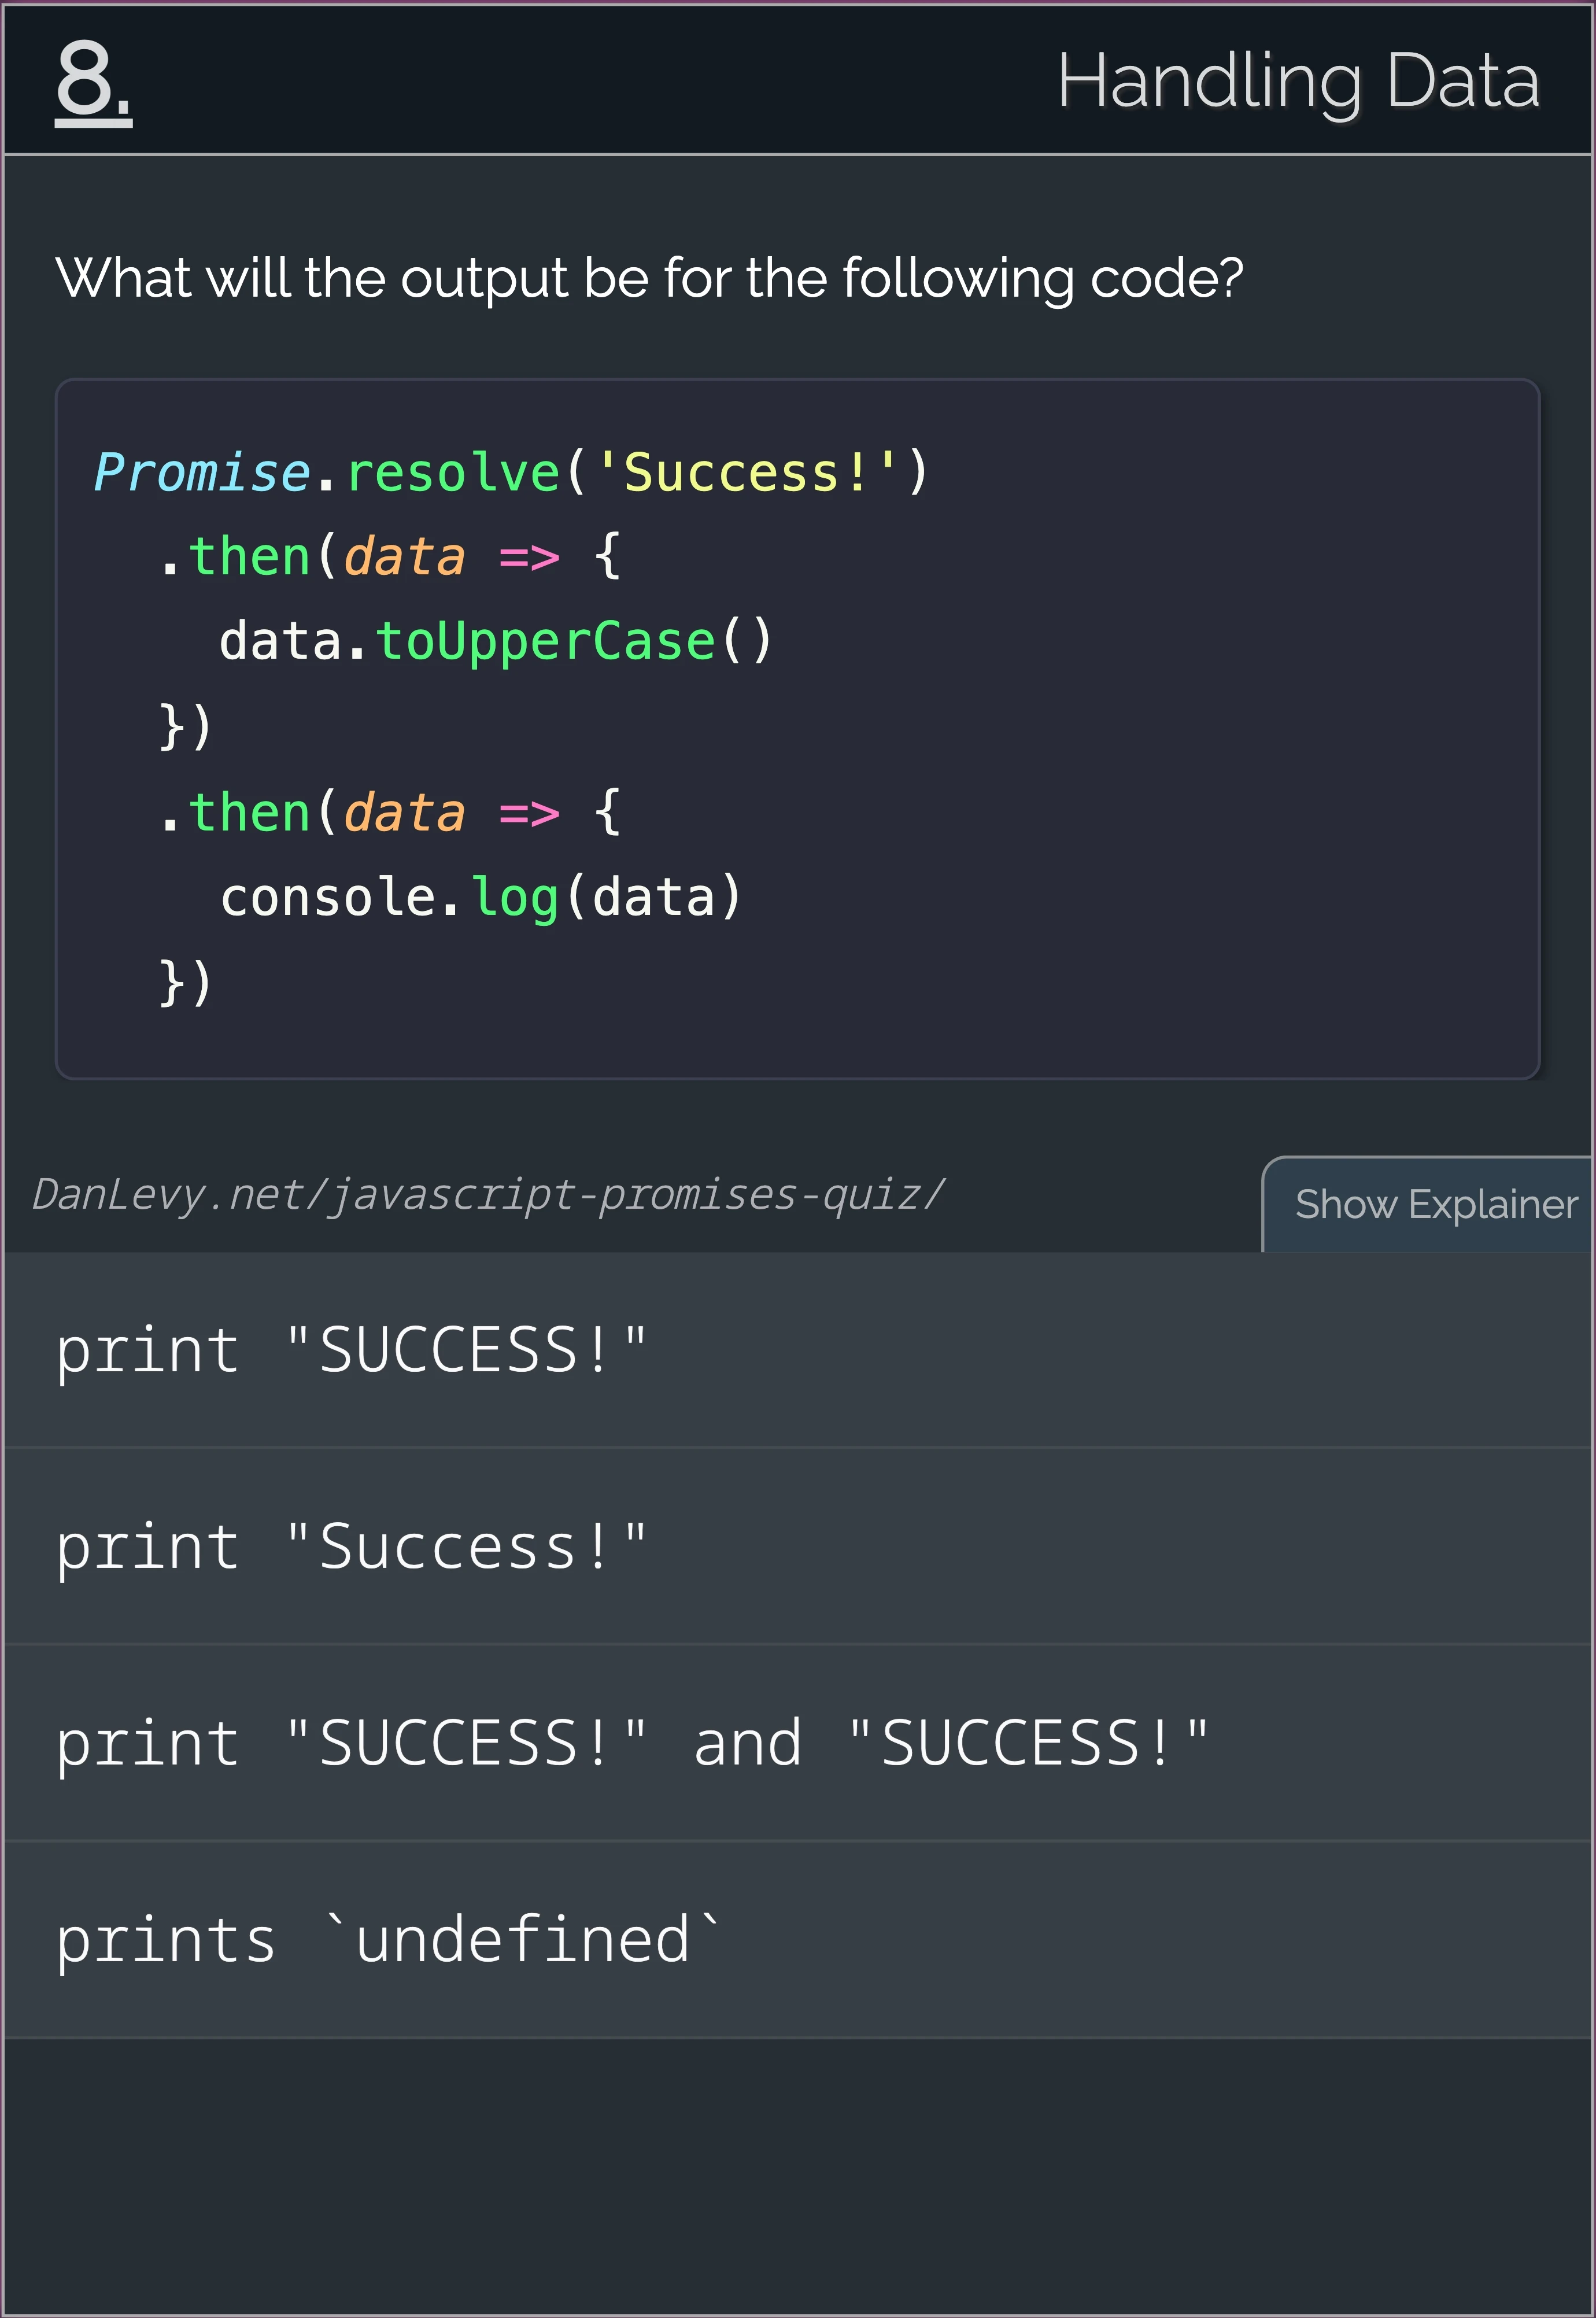 8.
Handling Data
What will the output be for the following code?
Promise.resolve('Success!')
  .then(data => {
    data.toUpperCase()
  })
  .then(data => {
    console.log(data)
  })
DanLevy.net/javascript-promises-quiz/
Show Explainer
print "SUCCESS!"
print "Success!"
print "SUCCESS!" and "SUCCESS!"
prints `undefined`